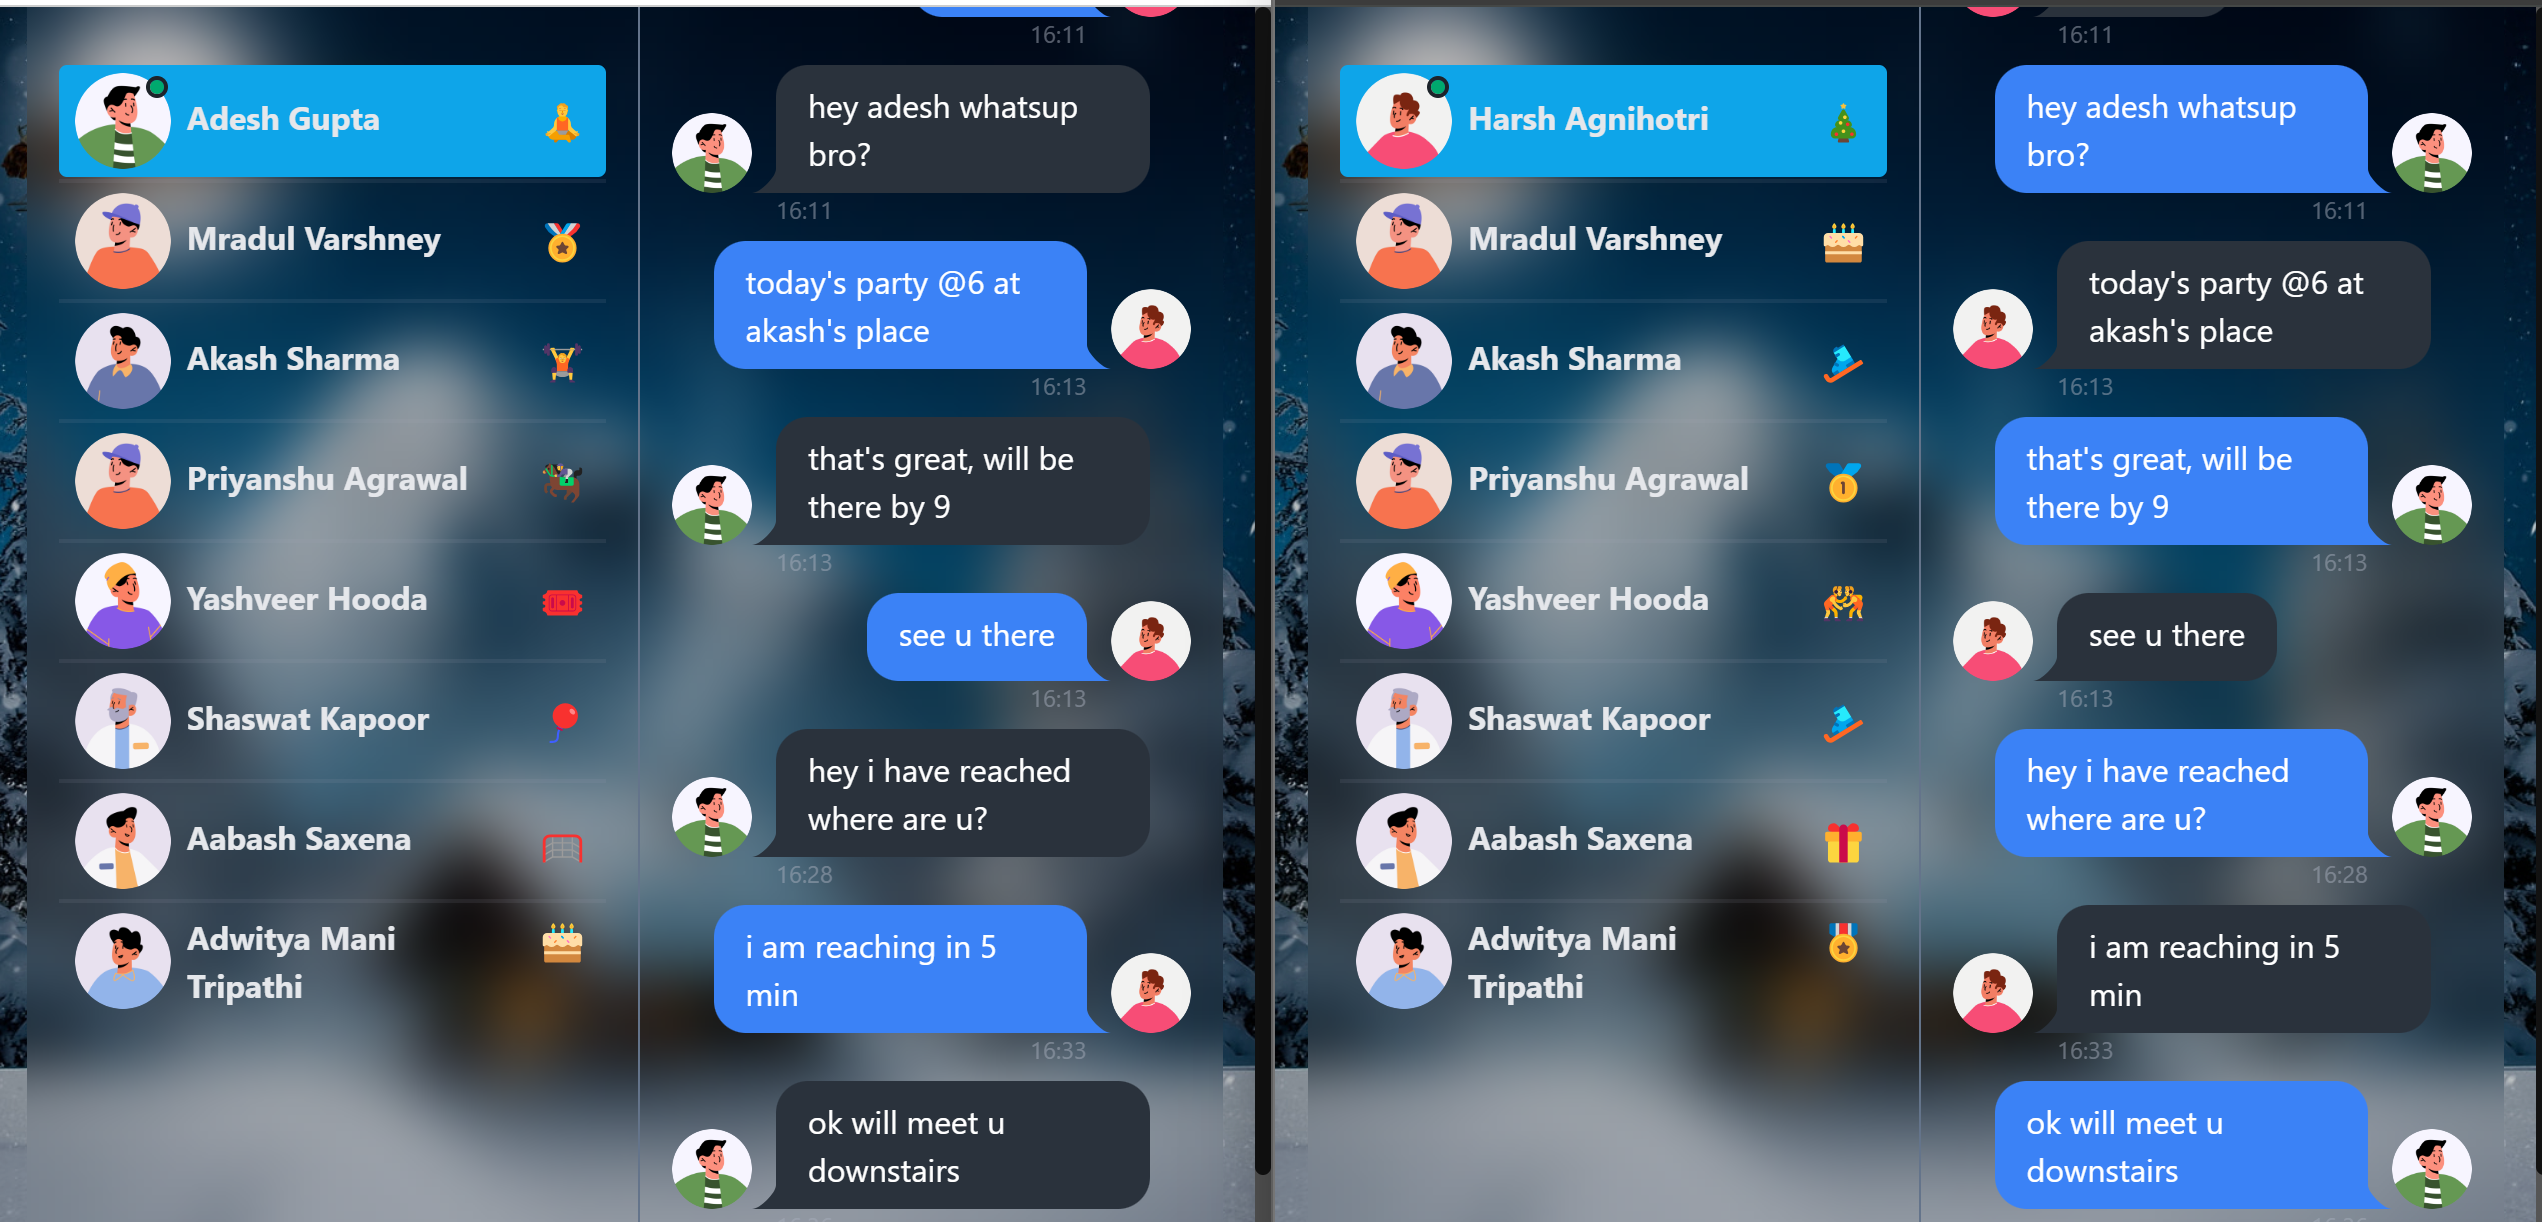 Adesh Gupta
Mradul Varshney
Akash Sharma
Priyanshu Agrawal
Yashveer Hooda
Shaswat Kapoor
Aabash Saxena
Adwitya Mani
Tripathi
16:11
hey adesh whatsup
bro?
16:11
today's party @6 at
akash's place
16:13
that's great, will be
there by 9
16:13
see u there
16:13
hey i have reached
where are u?
16:28
i am reaching in 5
min
16:33
ok will meet u
downstairs
Harsh Agnihotri
Mradul Varshney
Akash Sharma
Priyanshu Agrawal
Yashveer Hooda
Shaswat Kapoor
Aabash Saxena
Adwitya Mani
Tripathi
16:11
hey adesh whatsup
bro?
16:11
today's party @6 at
akash's place
16:13
that's great, will be
there by 9
16:13
see u there
16:13
hey i have reached
where are u?
16:28
i am reaching in 5
min
16:33
ok will meet u
downstairs